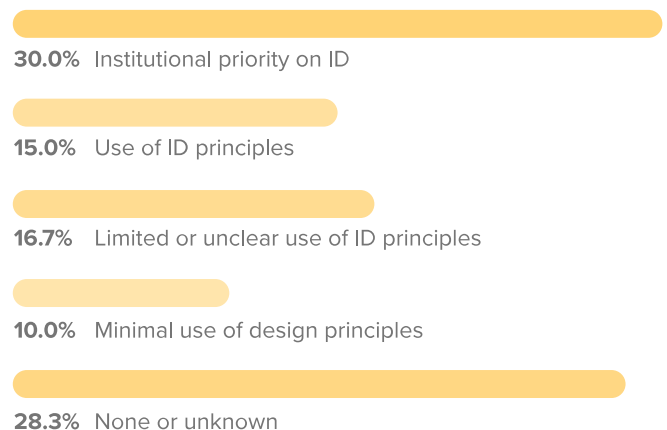 30.0% Institutional priority on ID
15.0% Use of ID principles
16.7% Limited or unclear use of ID principles
10.0% Minimal use of design principles
28.3% None or unknown